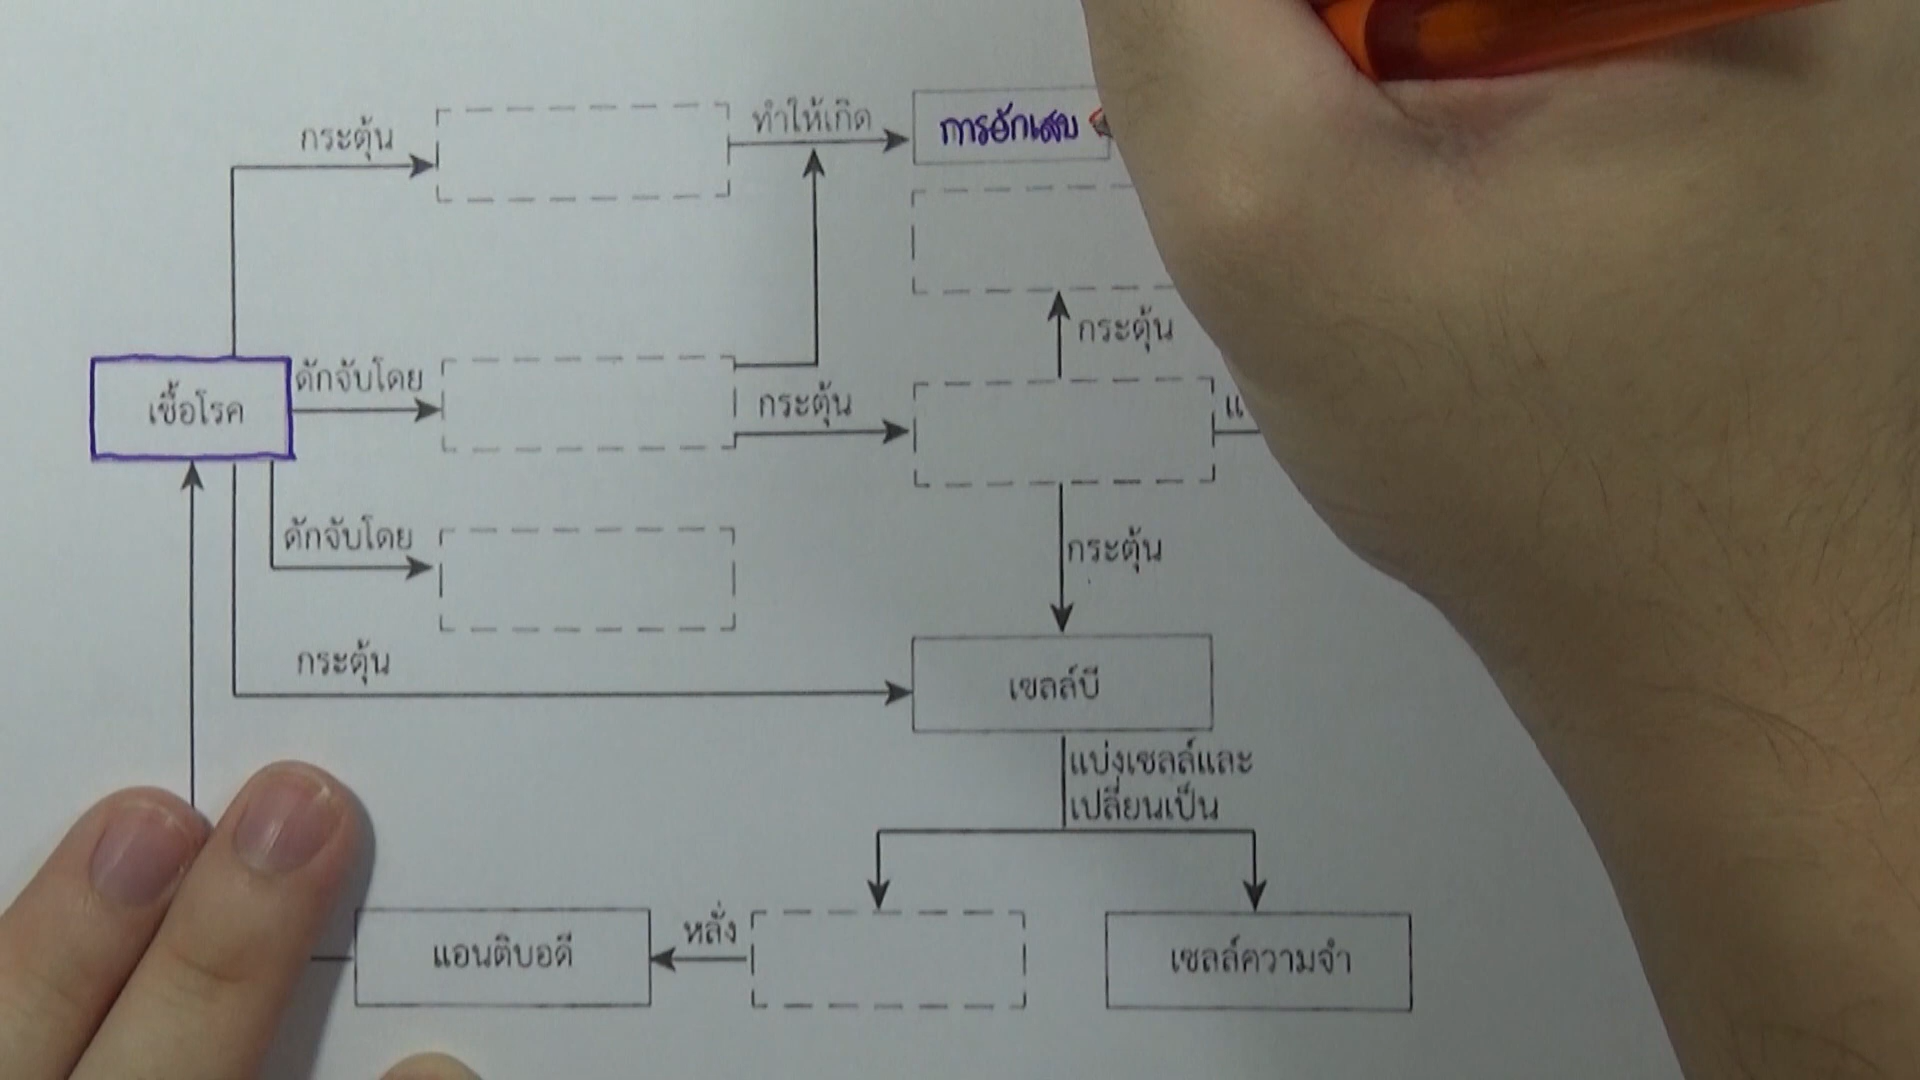 กระตุ้น
ทำให้เกิด
การอักเสบ
กระตุ้น
ดักจับโดย
กระตุ้น
เชื้อโรค
ดักจับโดย
กระตุ้น
กระตุ้น
เซลล์บี
แบ่งเซลล์และ
เปลี่ยนเป็น
หลั่ง
แอนติบอดี
เซลล์ความจำ